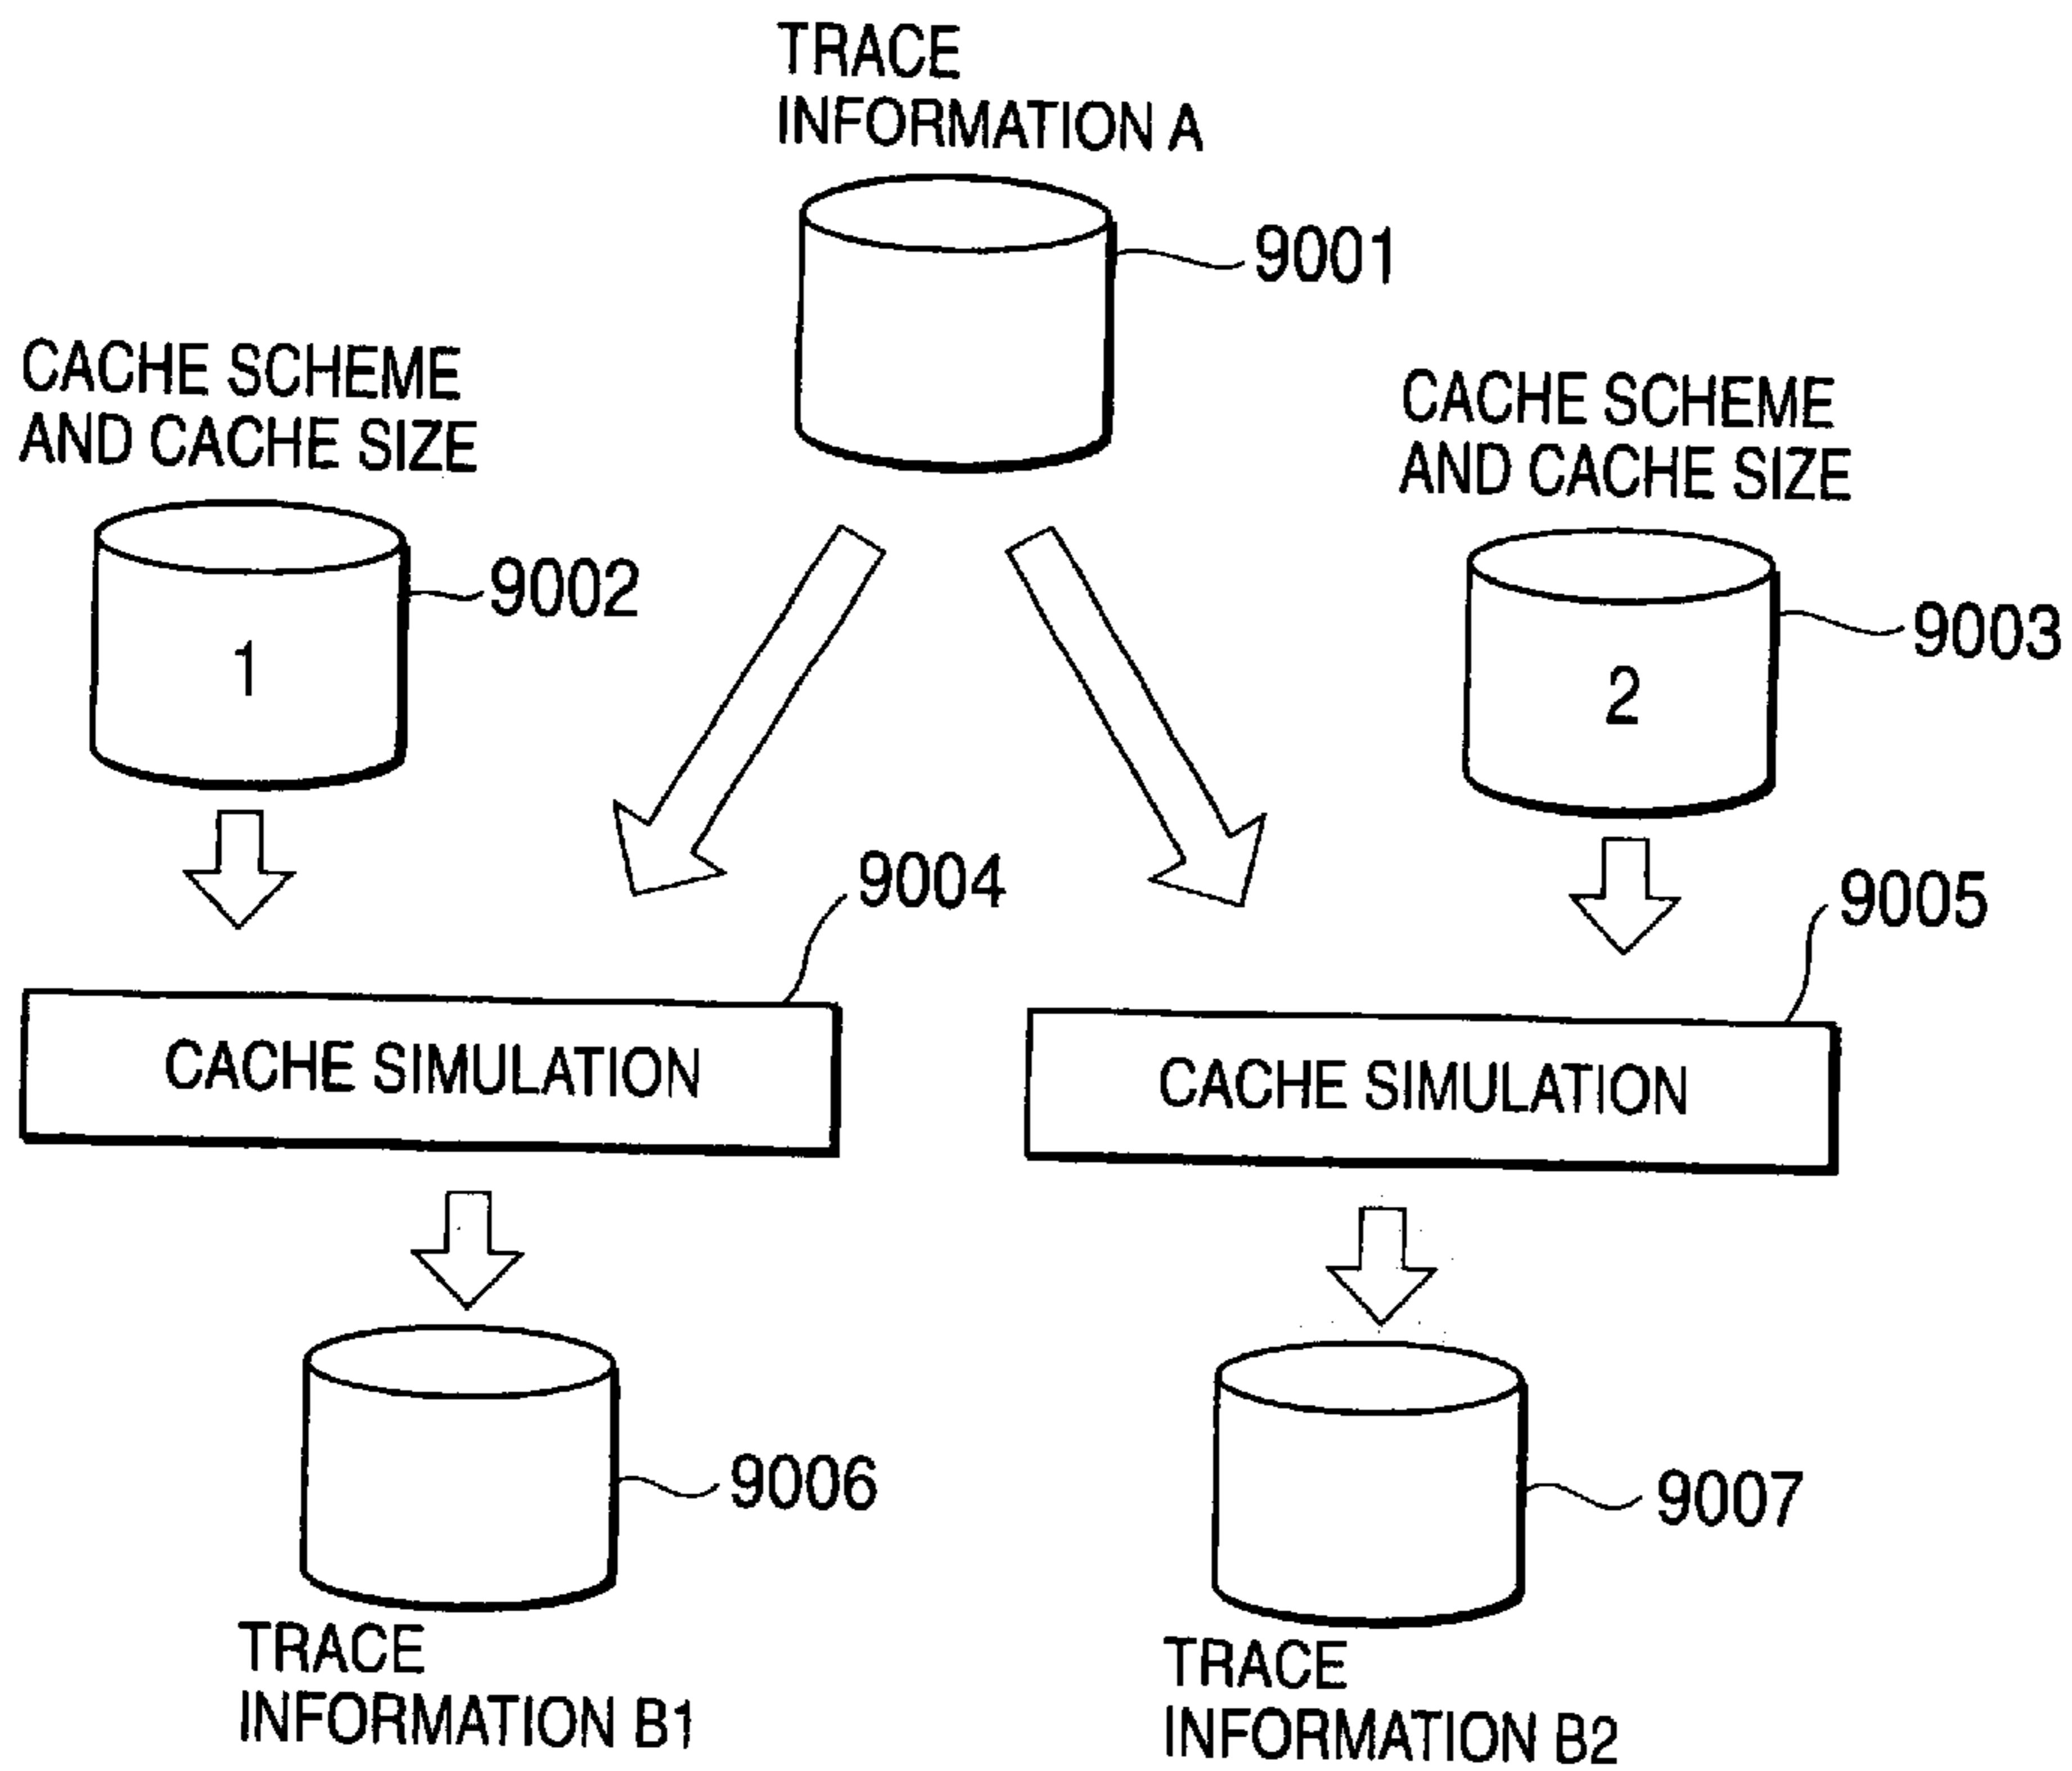 TRACE
INFORMATION A
9001
CACHE SCHEME
AND CACHE SIZE
9002
1
CACHE SCHEME
AND CACHE SIZE
9003
2
9004
CACHE SIMULATION
9005
CACHE SIMULATION
9006
TRACE
INFORMATION B1
9007
TRACE
INFORMATION B2